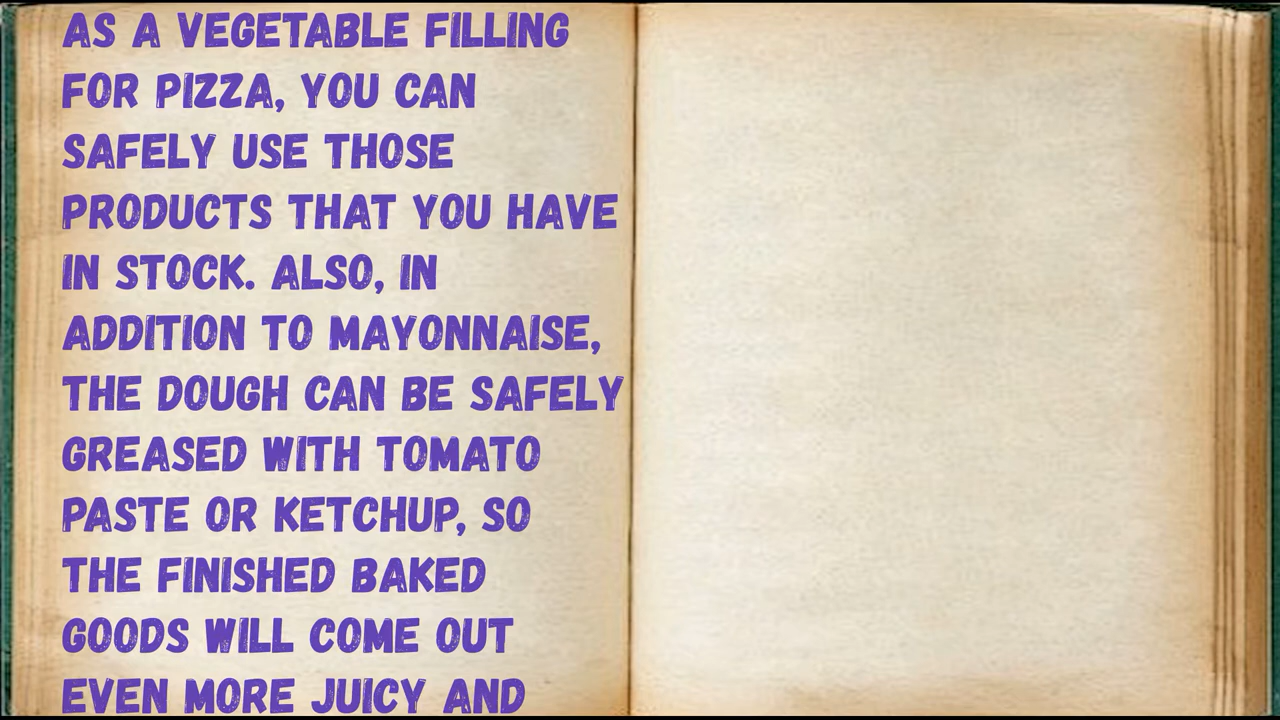 AS A VEGETABLE FILLING
FOR PIZZA, YOU CAN
SAFELY USE THOSE
PRODUCTS THAT YOU HAVE
IN STOCK. ALSO, IN
ADDITION TO MAYONNAISE,
THE DOUGH CAN BE SAFELY
GREASED WITH TOMATO
PASTE OR KETCHUP, SO
THE FINISHED BAKED
GOODS WILL COME OUT
EVEN MORE JUICY AND